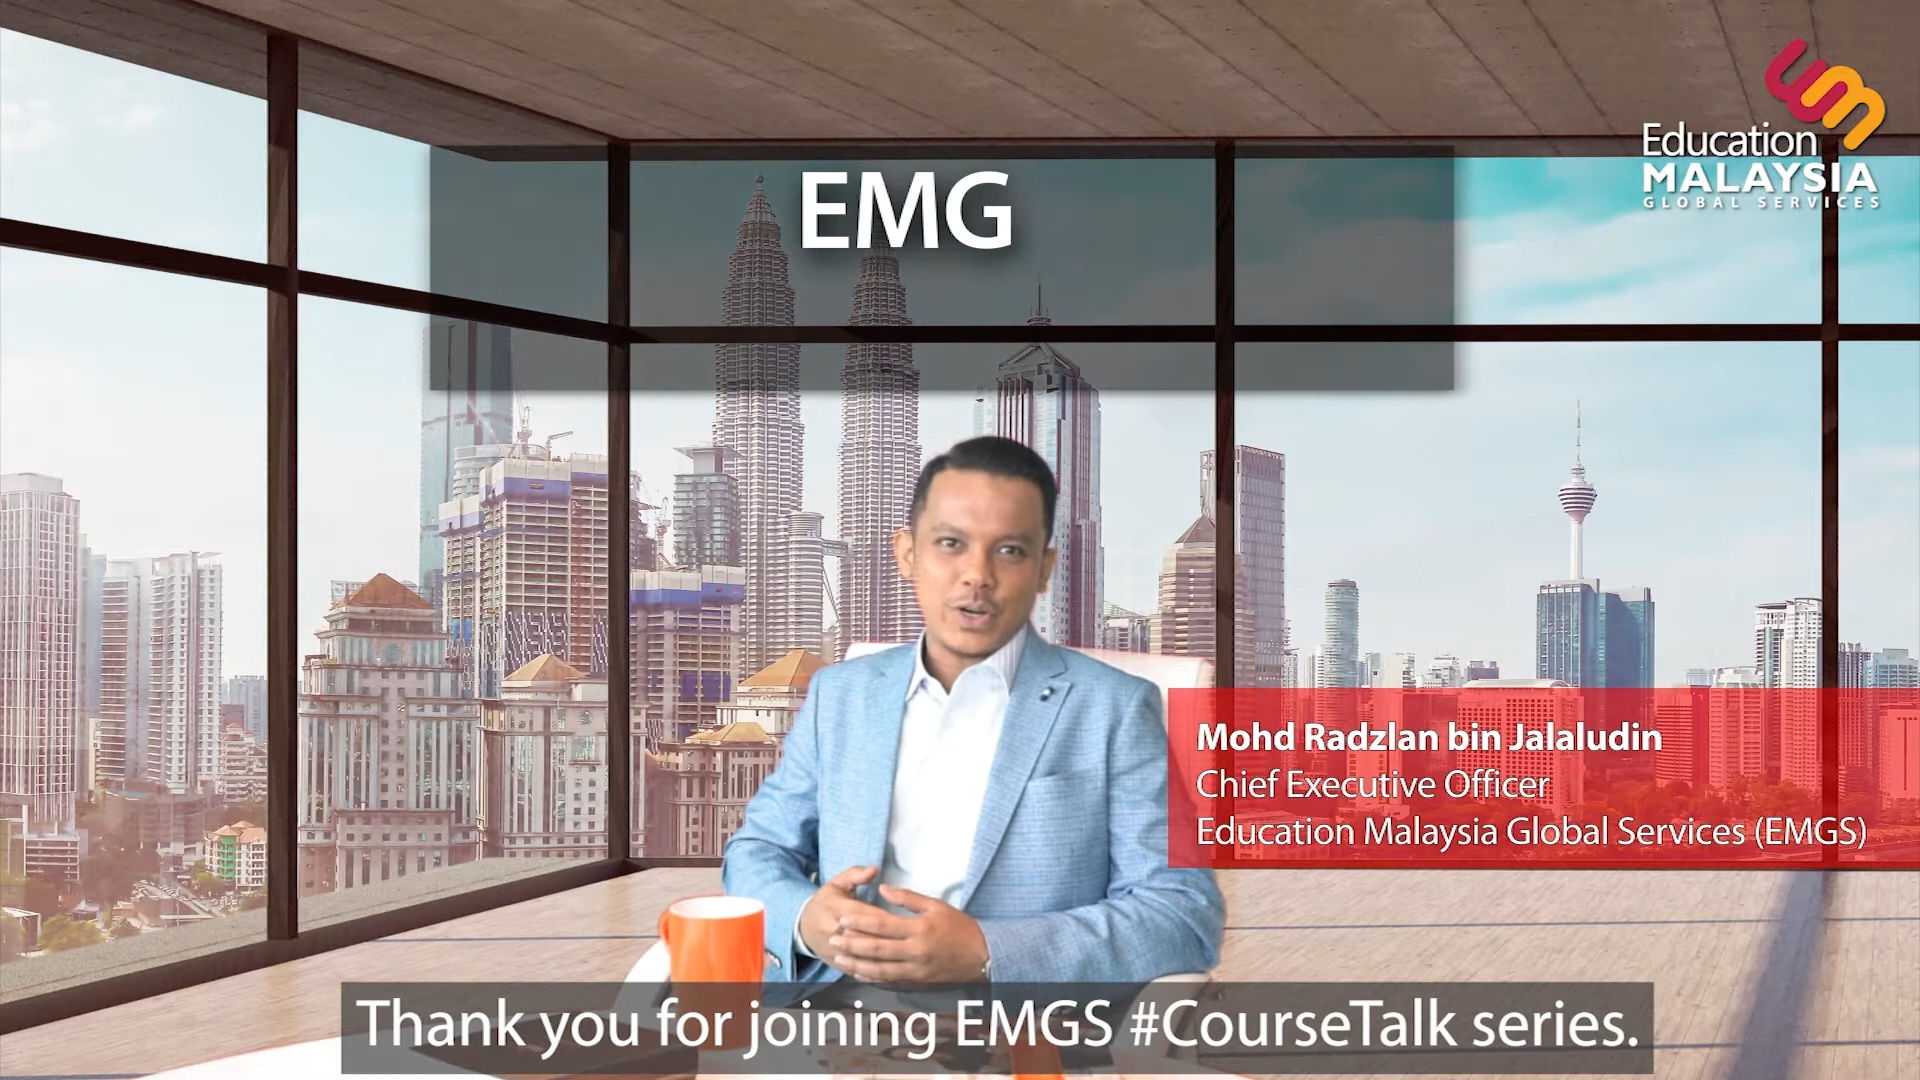 Education
MALAYSIA
GLOBAL SERVICES
EMG
Mohd Radzlan bin Jalaludin
Chief Executive Officer
Education Malaysia Global Services (EMGS)
Thank you for joining EMGS #CourseTalk series.